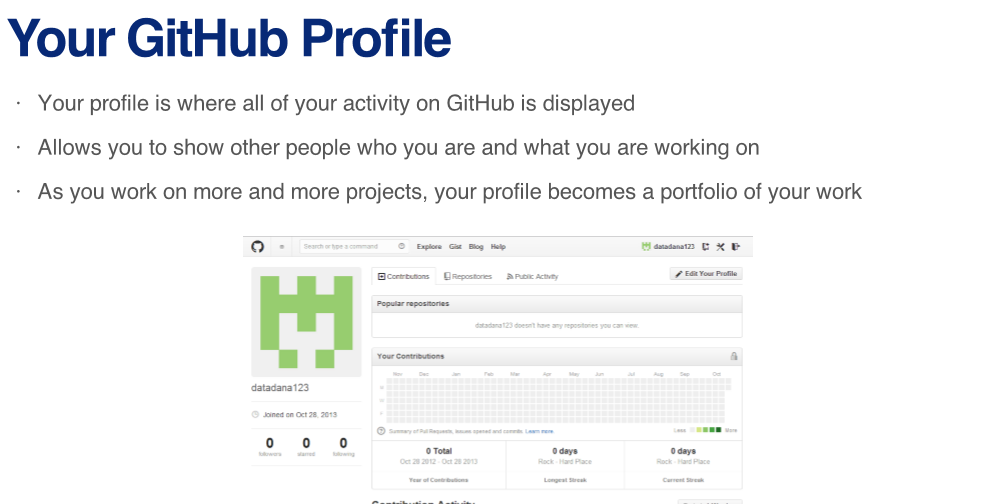 Your GitHub Profile
· Your profile is where all of your activity on GitHub is displayed
· Allows you to show other people who you are and what you are working on
· As you work on more and more projects, your profile becomes a portfolio of your work
Search or type a command
Explore Gist Blog Help
datadana123
Contributions Repositories Public Activity
Edit Your Profile
Popular repositories
datadana123 doesn't have any repositories you can view.
Your Contributions
Nov Dec Jan Feb Mar Apr May Jun Jul Aug Sep Oct
M
W
F
Summary of Pull Requests, issues opened and commits. Learn more.
Less More
datadana123
Joined on Oct 28, 2013
0 0 0
followers starred following
0 Total 0 days 0 days
Oct 28 2012 - Oct 28 2013 Rock - Hard Place Rock - Hard Place
Year of Contributions Longest Streak Current Streak
Contribution Activity